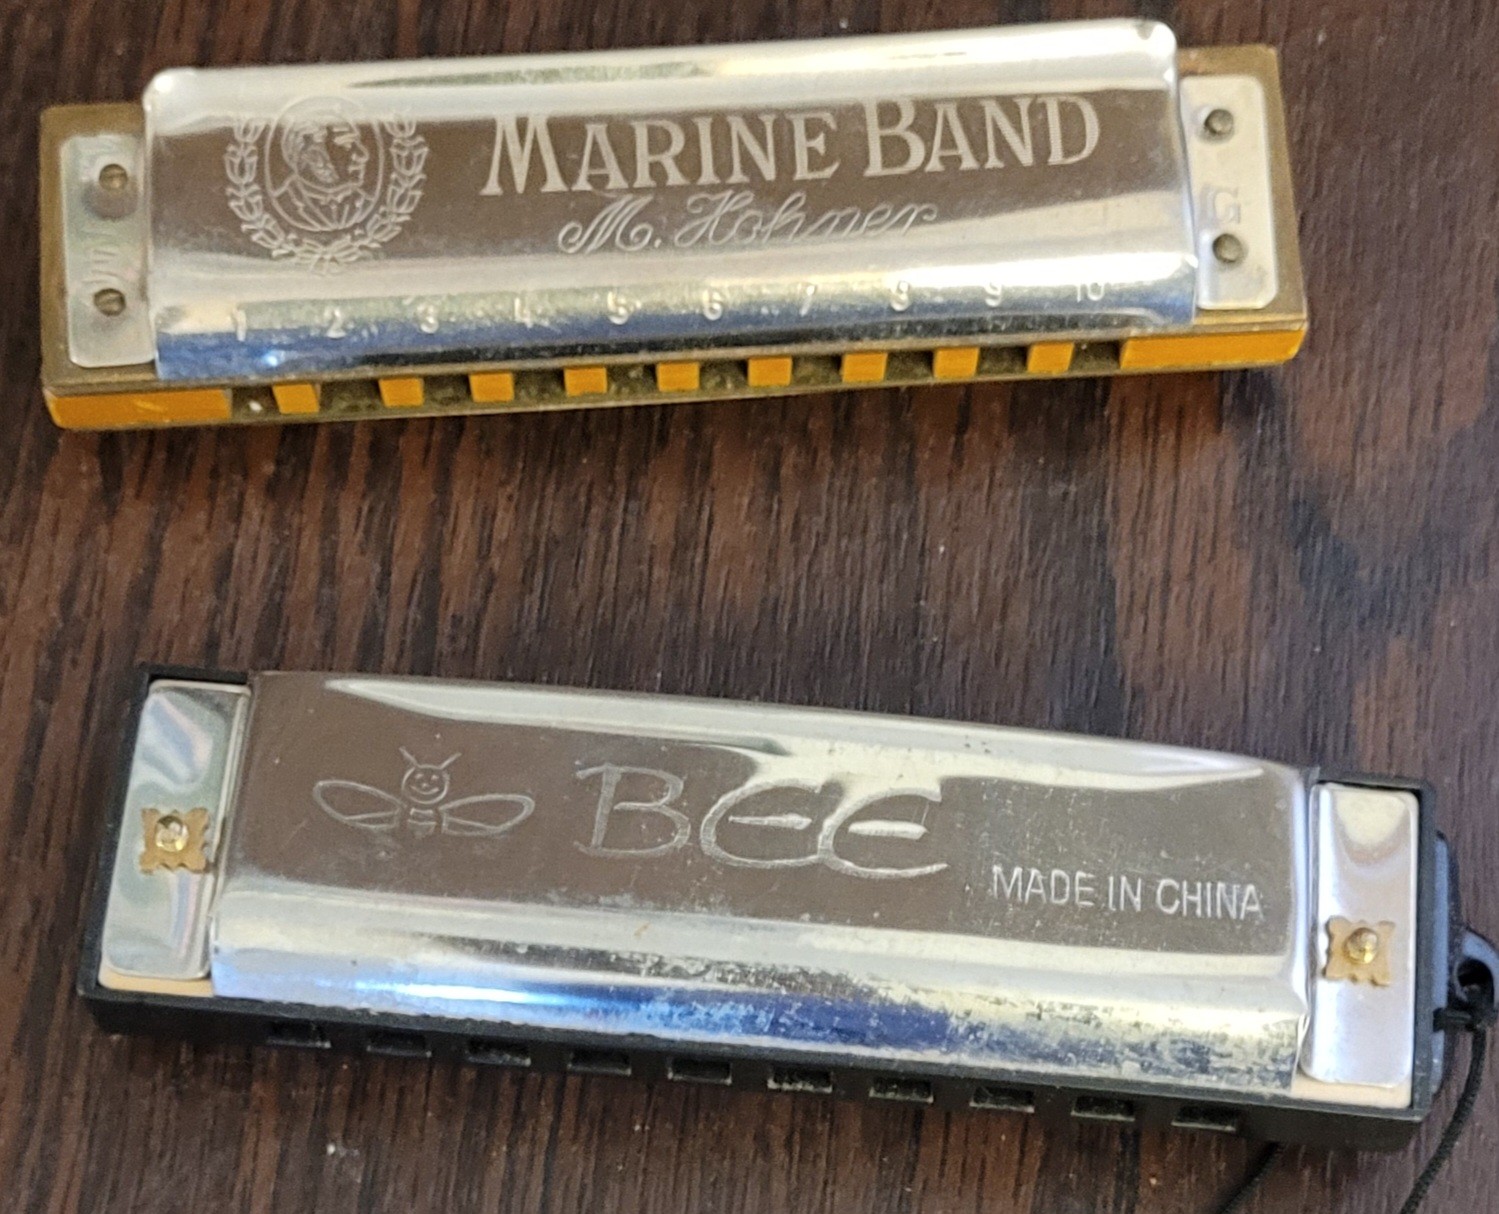 MARINE BAND
M. Hohner
1 2 3 4 5 6 7 8 9 10
BEE
MADE IN CHINA